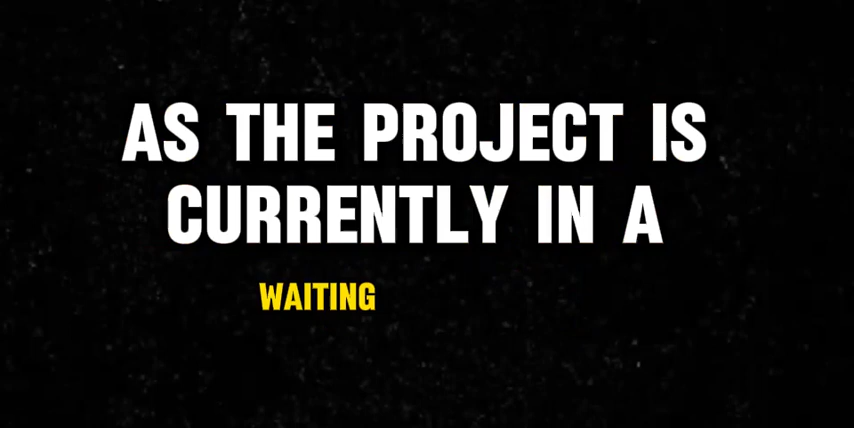 AS THE PROJECT IS
CURRENTLY IN A
WAITING